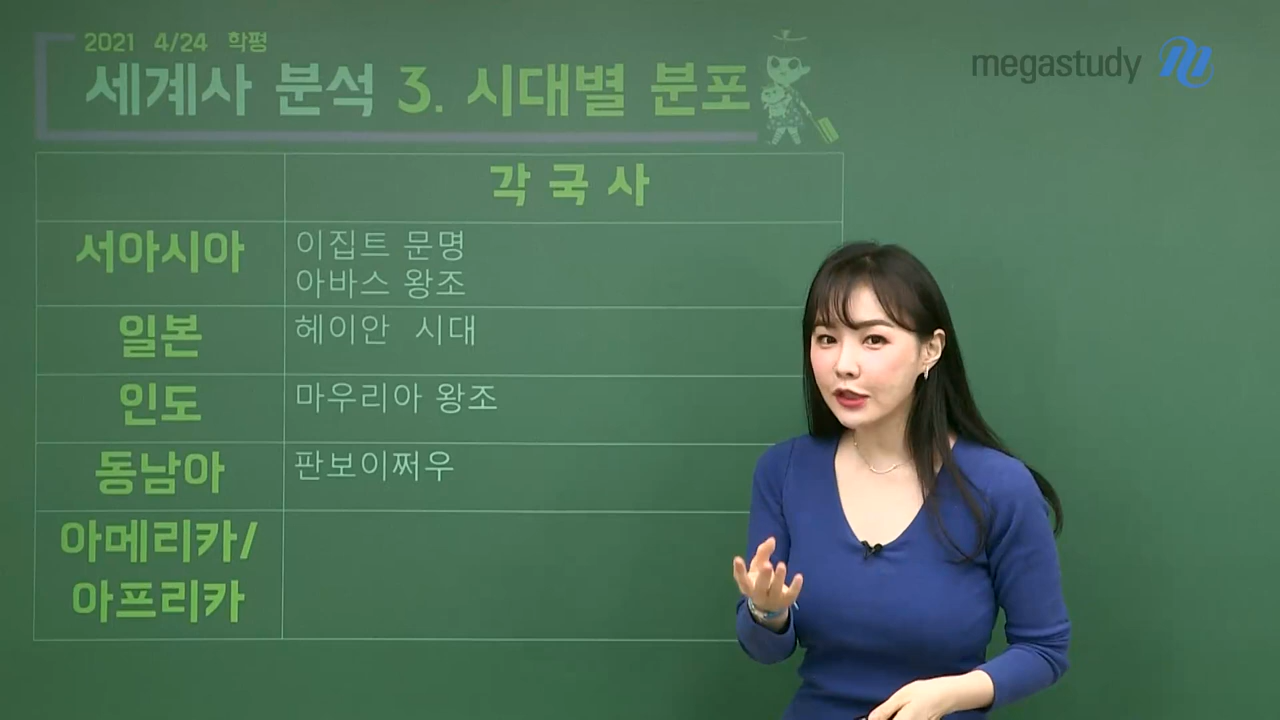 2021 4/24 학평
세계사 분석 3. 시대별 분포
megastudy
각 국 사
서아시아
이집트 문명
아바스 왕조
일본
헤이안 시대
인도
마우리아 왕조
동남아
판보이쩌우
아메리카/
아프리카